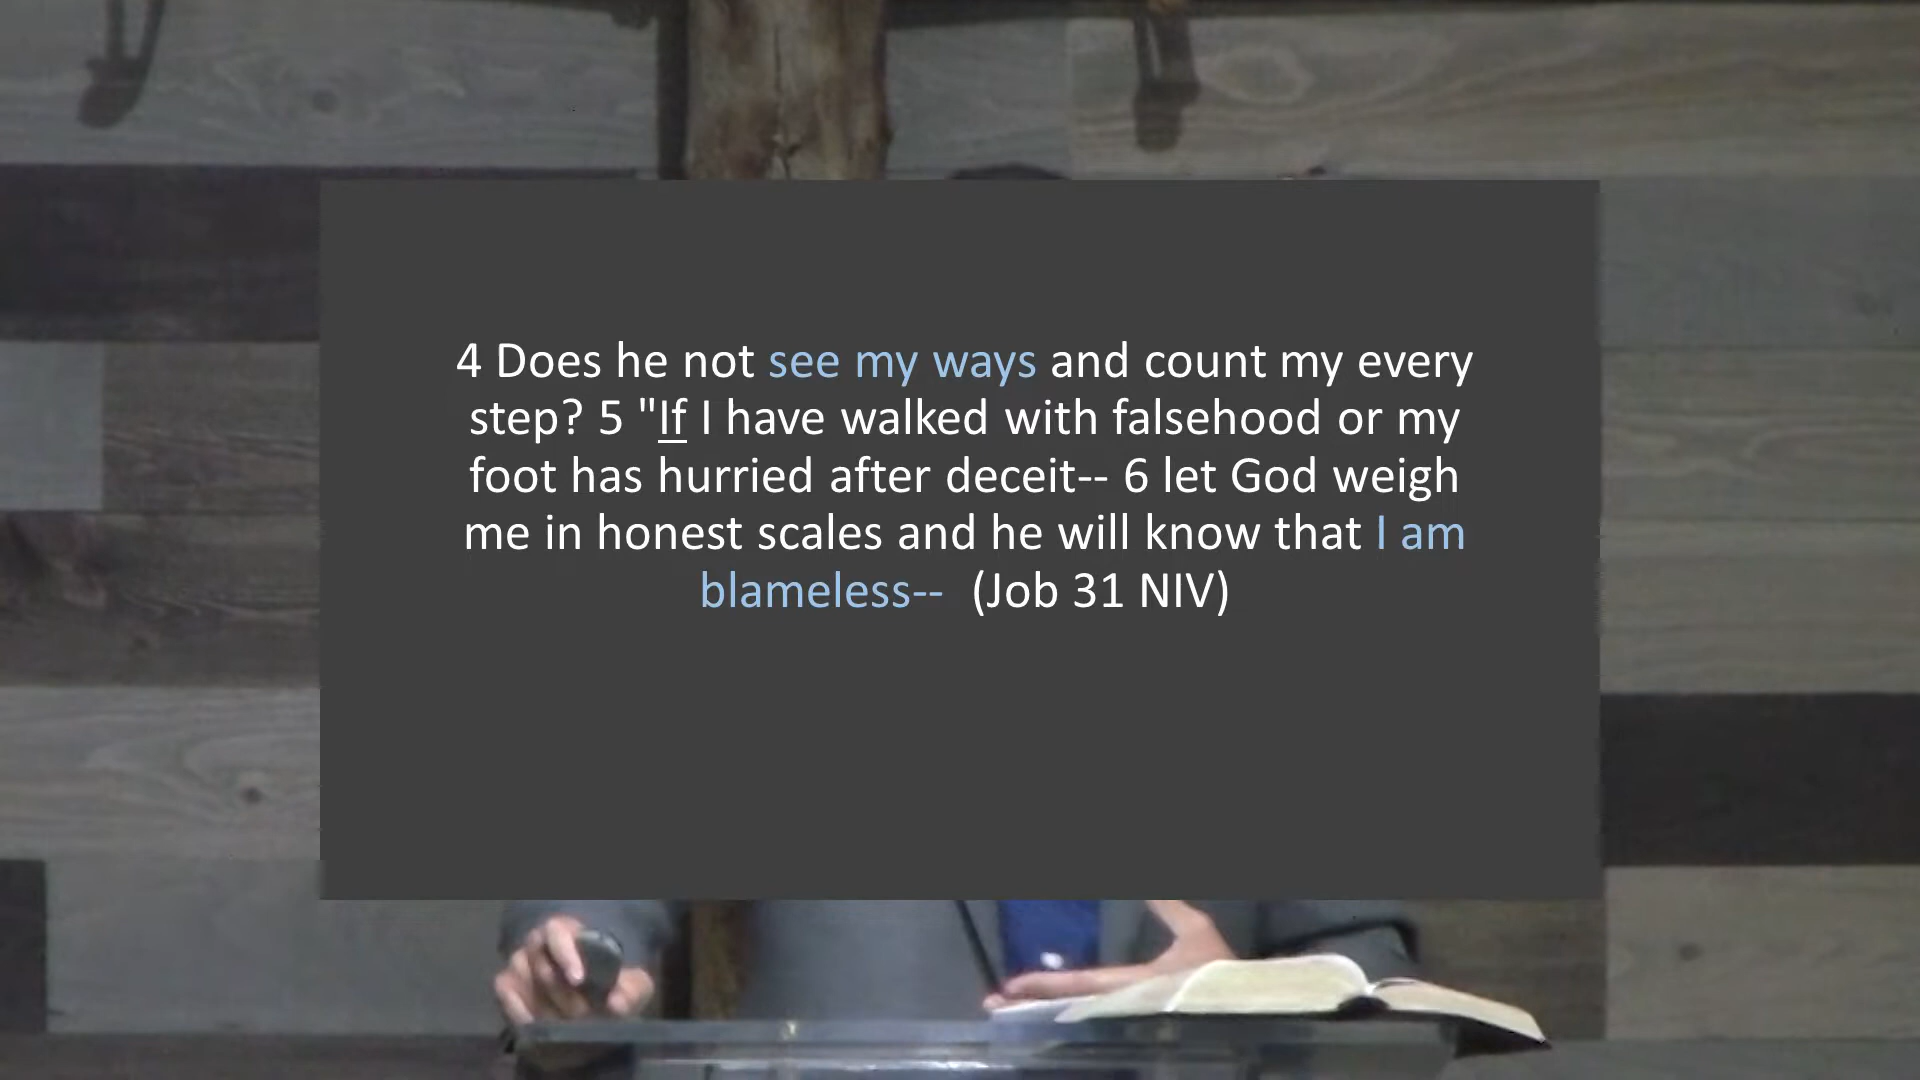 4 Does he not see my ways and count my every
step? 5 "If I have walked with falsehood or my
foot has hurried after deceit-- 6 let God weigh
me in honest scales and he will know that I am
blameless--  (Job 31 NIV)